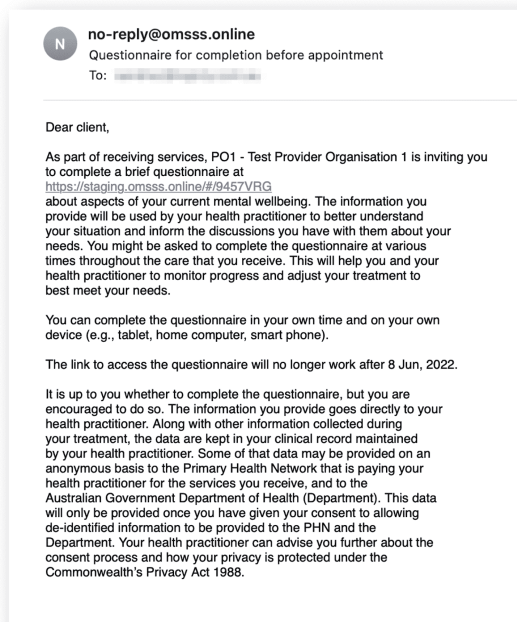 N
no-reply@omsss.online
Questionnaire for completion before appointment
To:
Dear client,
As part of receiving services, PO1 - Test Provider Organisation 1 is inviting you
to complete a brief questionnaire at
https://staging.omsss.online/#/9457VRG
about aspects of your current mental wellbeing. The information you
provide will be used by your health practitioner to better understand
your situation and inform the discussions you have with them about your
needs. You might be asked to complete the questionnaire at various
times throughout the care that you receive. This will help you and your
health practitioner to monitor progress and adjust your treatment to
best meet your needs.
You can complete the questionnaire in your own time and on your own
device (e.g., tablet, home computer, smart phone).
The link to access the questionnaire will no longer work after 8 Jun, 2022.
It is up to you whether to complete the questionnaire, but you are
encouraged to do so. The information you provide goes directly to your
health practitioner. Along with other information collected during
your treatment, the data are kept in your clinical record maintained
by your health practitioner. Some of that data may be provided on an
anonymous basis to the Primary Health Network that is paying your
health practitioner for the services you receive, and to the
Australian Government Department of Health (Department). This data
will only be provided once you have given your consent to allowing
de-identified information to be provided to the PHN and the
Department. Your health practitioner can advise you further about the
consent process and how your privacy is protected under the
Commonwealth's Privacy Act 1988.